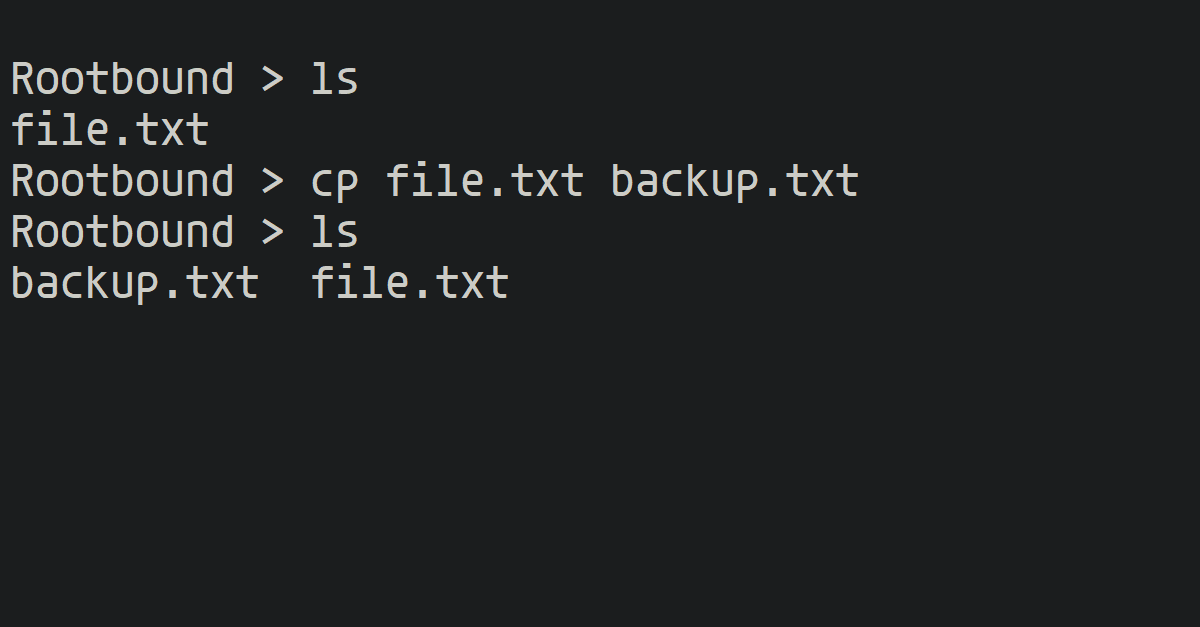 Rootbound > ls
file.txt
Rootbound > cp file.txt backup.txt
Rootbound > ls
backup.txt  file.txt